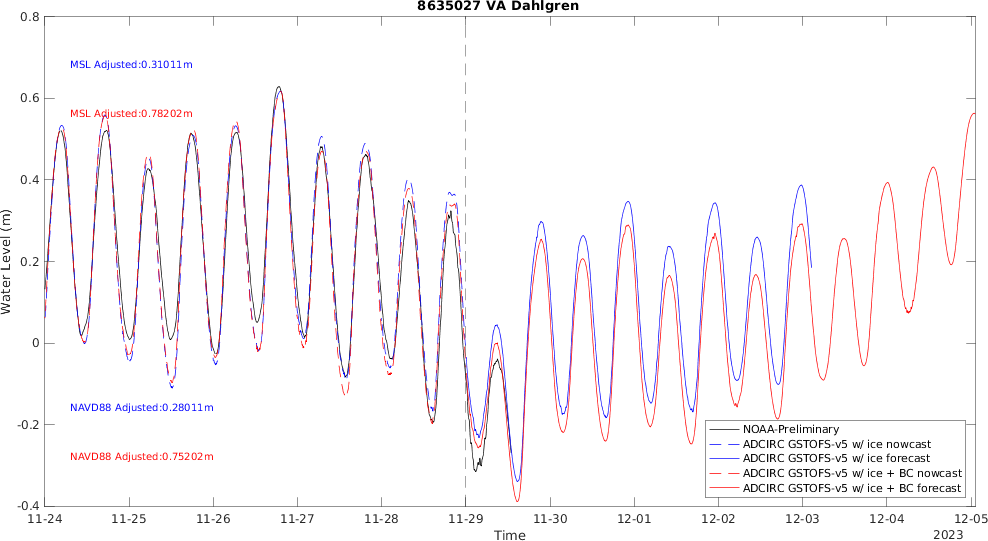 8635027 VA Dahlgren
MSL Adjusted:0.31011m
MSL Adjusted:0.78202m
NAVD88 Adjusted:0.28011m
NAVD88 Adjusted:0.75202m
Water Level (m)
0.8
0.6
0.4
0.2
0
-0.2
-0.4
NOAA-Preliminary
ADCIRC GSTOFS-v5 w/ ice nowcast
ADCIRC GSTOFS-v5 w/ ice forecast
ADCIRC GSTOFS-v5 w/ ice + BC nowcast
ADCIRC GSTOFS-v5 w/ ice + BC forecast
11-24 11-25 11-26 11-27 11-28 11-29 11-30 12-01 12-02 12-03 12-04 12-05
Time
2023